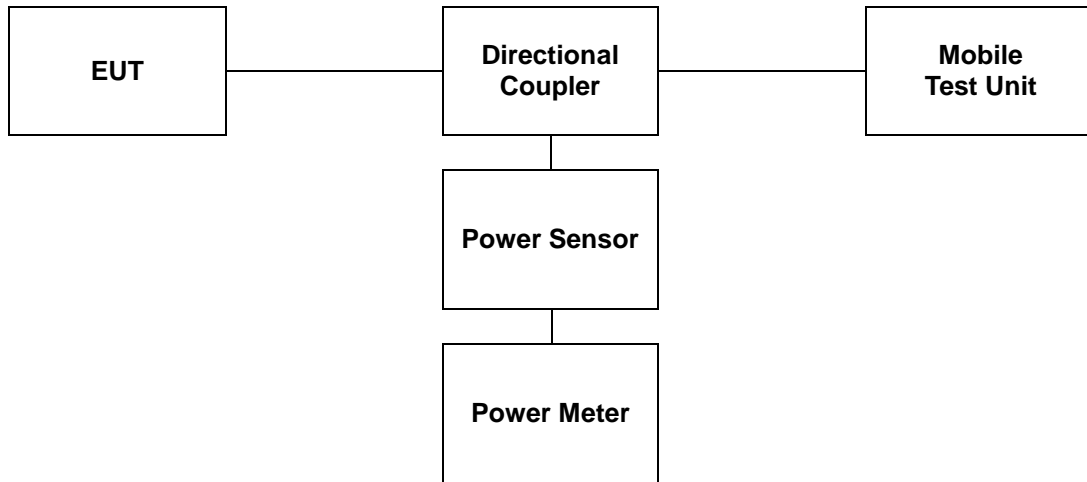 EUT
Directional
Coupler
Mobile
Test Unit
Power Sensor
Power Meter